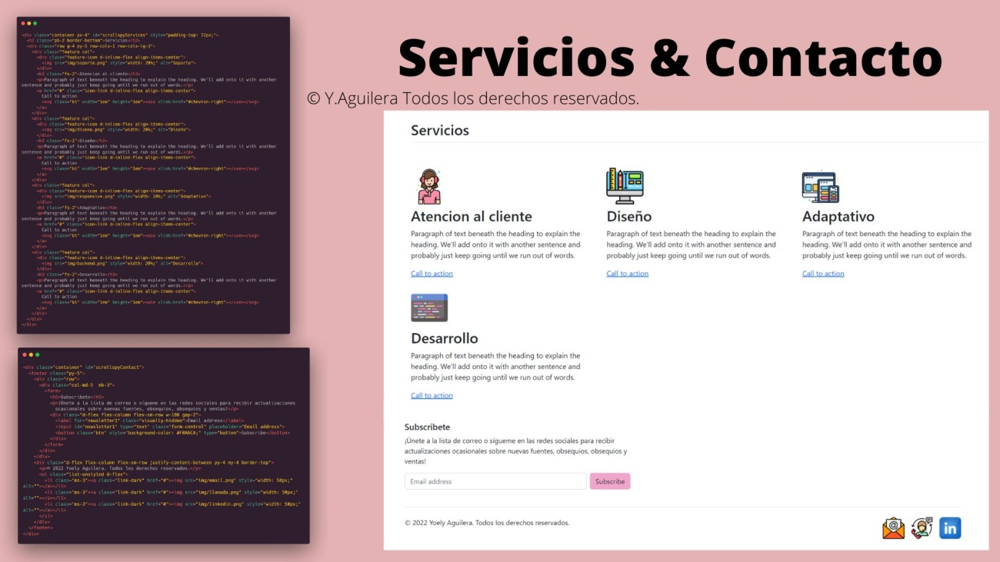 <div class="container px-4" id="scrollspyServices" style="padding-top: 72px;">
<h2 class="pb-2 border-bottom">Servicios</h2>
<div class="row g-4 py-5 row-cols-1 row-cols-lg-3">
<div class="feature col">
<div class="feature-icon d-inline-flex align-items-center">
<img src="img/soporte.png" style="width: 20%;" alt="Soporte">
</div>
<h3 class="fs-2">Atencion al cliente</h3>
<p>Paragraph of text beneath the heading to explain the heading. We'll add onto it with another
sentence and probably just keep going until we run out of words.</p>
<a href="#" class="icon-link d-inline-flex align-items-center">
Call to action
<svg class="bi" width="1em" height="1em"><use xlink:href="#chevron-right"></use></svg>
</a>
</div>
<div class="feature col">
<div class="feature-icon d-inline-flex align-items-center">
<img src="img/diseno.png" style="width: 20%;" alt="Diseño">
</div>
<h3 class="fs-2">Diseño</h3>
<p>Paragraph of text beneath the heading to explain the heading. We'll add onto it with another
sentence and probably just keep going until we run out of words.</p>
<a href="#" class="icon-link d-inline-flex align-items-center">
Call to action
<svg class="bi" width="1em" height="1em"><use xlink:href="#chevron-right"></use></svg>
</a>
</div>
<div class="feature col">
<div class="feature-icon d-inline-flex align-items-center">
<img src="img/responsive.png" style="width: 20%;" alt="Adaptativo">
</div>
<h3 class="fs-2">Adaptativo</h3>
<p>Paragraph of text beneath the heading to explain the heading. We'll add onto it with another
sentence and probably just keep going until we run out of words.</p>
<a href="#" class="icon-link d-inline-flex align-items-center">
Call to action
<svg class="bi" width="1em" height="1em"><use xlink:href="#chevron-right"></use></svg>
</a>
</div>
<div class="feature col">
<div class="feature-icon d-inline-flex align-items-center">
<img src="img/backend.png" style="width: 20%;" alt="Desarrollo">
</div>
<h3 class="fs-2">Desarrollo</h3>
<p>Paragraph of text beneath the heading to explain the heading. We'll add onto it with another
sentence and probably just keep going until we run out of words.</p>
<a href="#" class="icon-link d-inline-flex align-items-center">
Call to action
<svg class="bi" width="1em" height="1em"><use xlink:href="#chevron-right"></use></svg>
</a>
</div>
</div>
</div>
<div class="container" id="scrollspyContact">
<footer class="py-5">
<div class="row">
<div class="col-md-5 mb-3">
<form>
<h5>Subscribete</h5>
<p>¡Únete a la lista de correo o sígueme en las redes sociales para recibir actualizaciones
ocasionales sobre nuevas fuentes, obsequios, obsequios y ventas!</p>
<div class="d-flex flex-column flex-sm-row w-100 gap-2">
<label for="newsletter1" class="visually-hidden">Email address</label>
<input id="newsletter1" type="text" class="form-control" placeholder="Email address">
<button class="btn" style="background-color: #F0A6CA;" type="button">Subscribe</button>
</div>
</form>
</div>
</div>
<div class="d-flex flex-column flex-sm-row justify-content-between py-4 my-4 border-top">
<p>© 2022 Yoely Aguilera. Todos los derechos reservados.</p>
<ul class="list-unstyled d-flex">
<li class="ms-3"><a class="link-dark" href="#"><img src="img/email.png" style="width: 50px;"
alt=""></a></li>
<li class="ms-3"><a class="link-dark" href="#"><img src="img/llamada.png" style="width: 50px;"
alt=""></a></li>
<li class="ms-3"><a class="link-dark" href="#"><img src="img/linkedin.png" style="width: 50px;"
alt=""></a></li>
</ul>
</div>
</footer>
</div>
Servicios & Contacto
© Y.Aguilera Todos los derechos reservados.
Servicios
Atencion al cliente
Paragraph of text beneath the heading to explain the
heading. We'll add onto it with another sentence and
probably just keep going until we run out of words.
Call to action
Diseño
Paragraph of text beneath the heading to explain the
heading. We'll add onto it with another sentence and
probably just keep going until we run out of words.
Call to action
Adaptativo
Paragraph of text beneath the heading to explain the
heading. We'll add onto it with another sentence and
probably just keep going until we run out of words.
Call to action
Desarrollo
Paragraph of text beneath the heading to explain the
heading. We'll add onto it with another sentence and
probably just keep going until we run out of words.
Call to action
Subscribete
¡Únete a la lista de correo o sígueme en las redes sociales para recibir
actualizaciones ocasionales sobre nuevas fuentes, obsequios, obsequios y
ventas!
Email address
Subscribe
© 2022 Yoely Aguilera. Todos los derechos reservados.
in